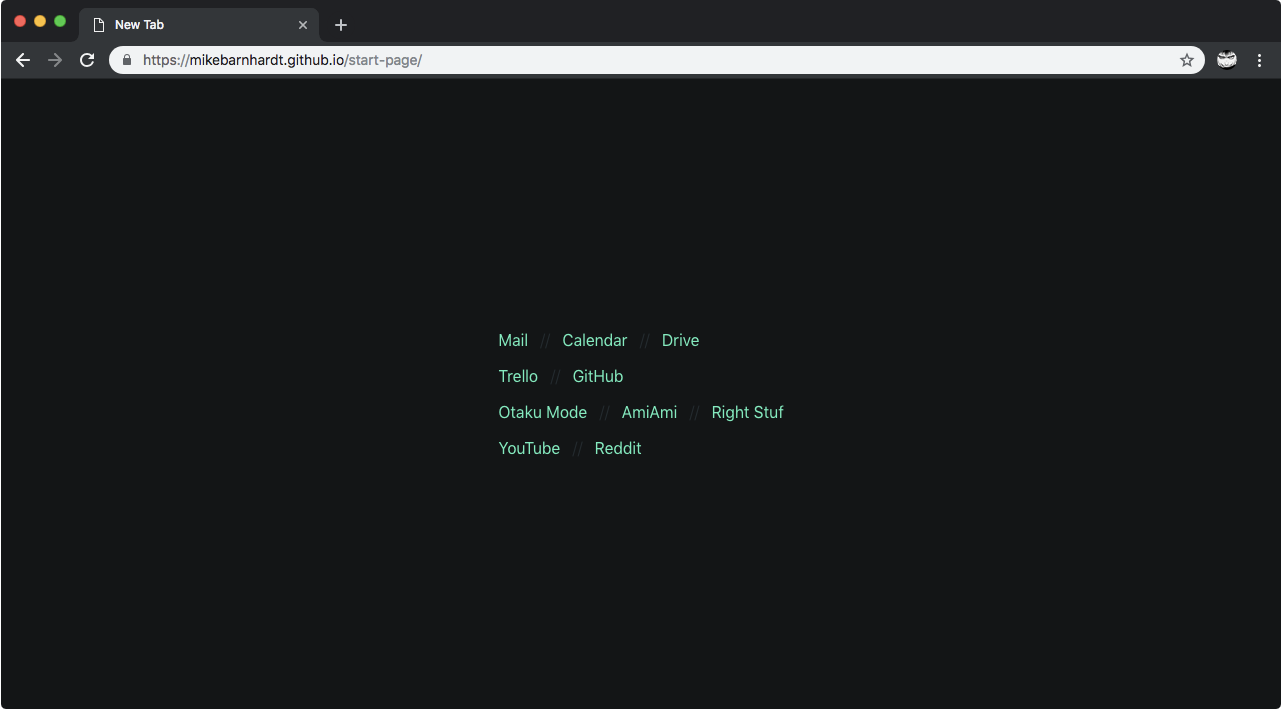 New Tab
https://mikebarnhardt.github.io/start-page/
Mail // Calendar // Drive
Trello // GitHub
Otaku Mode // AmiAmi // Right Stuf
YouTube // Reddit